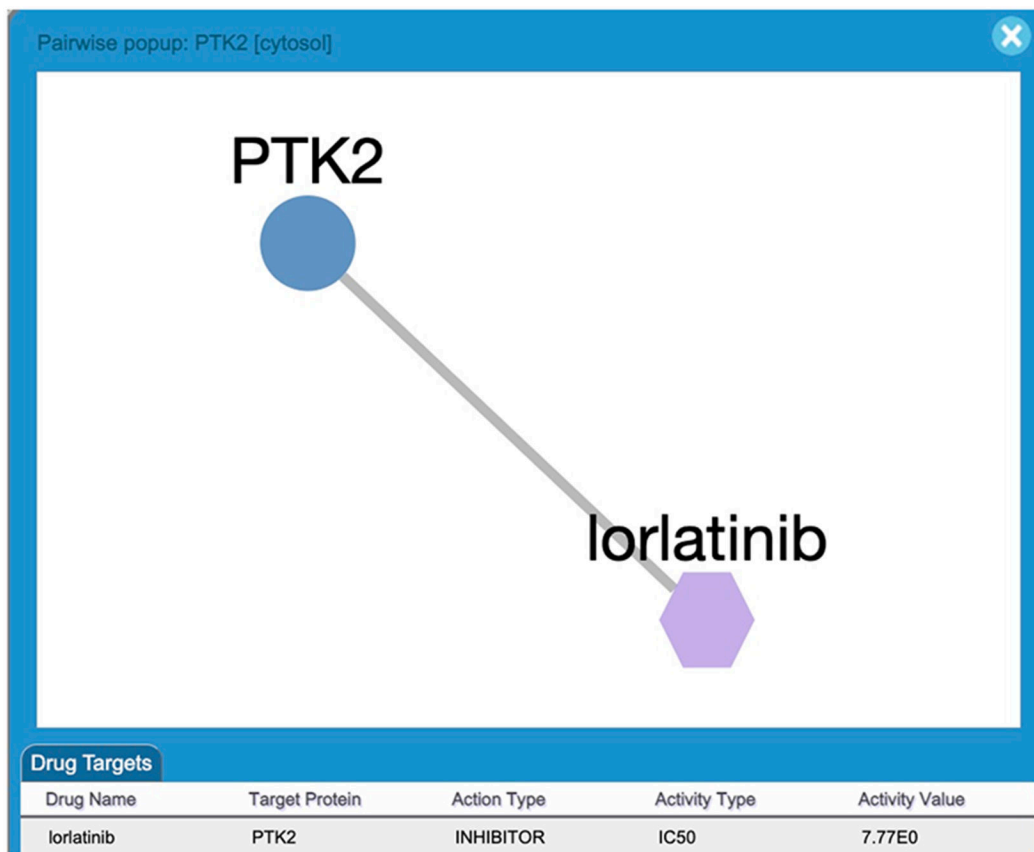 Pairwise popup: PTK2 [cytosol]
PTK2
lorlatinib
Drug Targets
Drug Name Target Protein Action Type Activity Type Activity Value
lorlatinib PTK2 INHIBITOR IC50 7.77E0